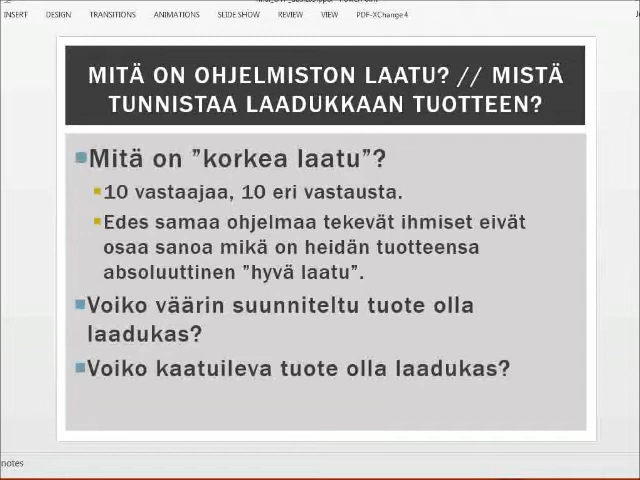 INSERT DESIGN TRANSITIONS ANIMATIONS SLIDE SHOW REVIEW VIEW PDF-XChange 4
MITÄ ON OHJELMISTON LAATU? // MISTÄ
TUNNISTAA LAADUKKAAN TUOTTEEN?
Mitä on ”korkea laatu”?
10 vastaajaa, 10 eri vastausta.
Edes samaa ohjelmaa tekevät ihmiset eivät
osaa sanoa mikä on heidän tuotteensa
absoluuttinen ”hyvä laatu”.
Voiko väärin suunniteltu tuote olla
laadukas?
Voiko kaatuileva tuote olla laadukas?
notes